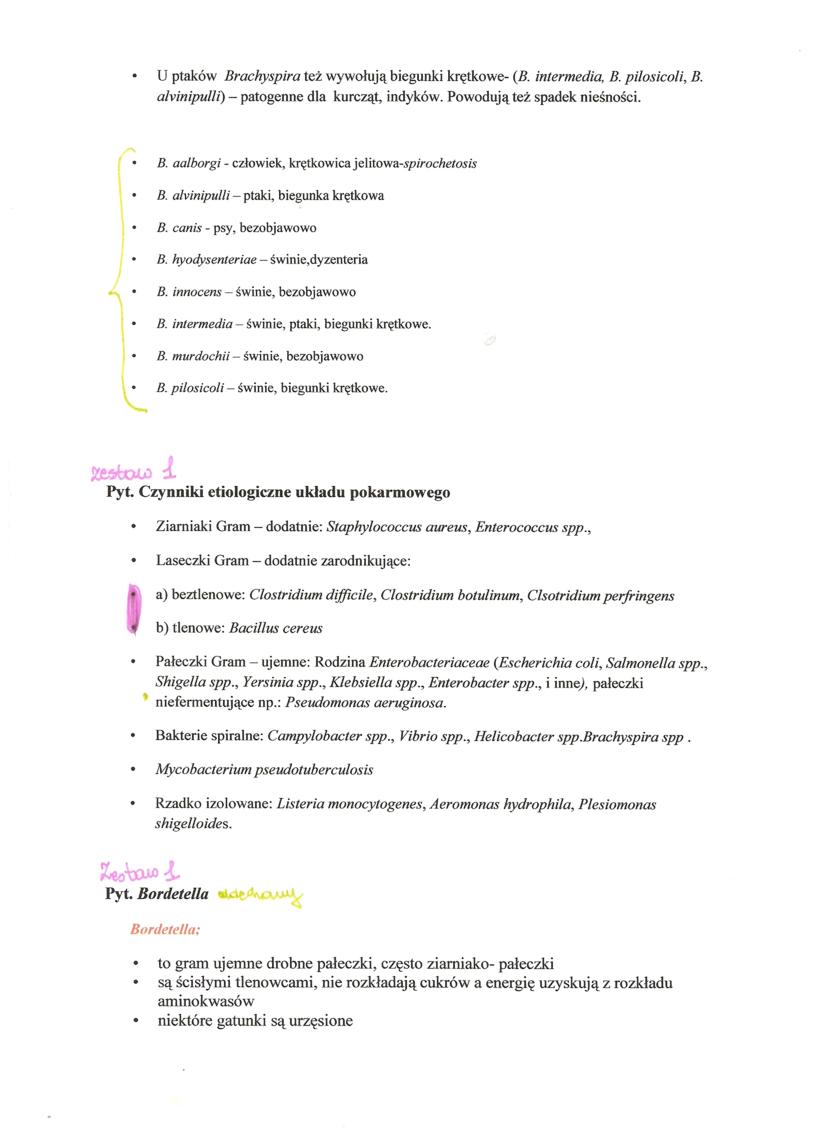 U ptaków Brachyspira też wywołują biegunki krętkowe- (B. intermedia, B. pilosicoli, B.
alvinipulli) – patogenne dla kurcząt, indyków. Powodują też spadek nieśności.
B. aalborgi - człowiek, krętkowica jelitowa-spirochetosis
B. alvinipulli – ptaki, biegunka krętkowa
B. canis - psy, bezobjawowo
B. hyodysenteriae – świnie,dyzenteria
B. innocens – świnie, bezobjawowo
B. intermedia – świnie, ptaki, biegunki krętkowe.
B. murdochii – świnie, bezobjawowo
B. pilosicoli – świnie, biegunki krętkowe.
zestaw 1
Pyt. Czynniki etiologiczne układu pokarmowego
Ziarniaki Gram – dodatnie: Staphylococcus aureus, Enterococcus spp.,
Laseczki Gram – dodatnie zarodnikujące:
a) beztlenowe: Clostridium difficile, Clostridium botulinum, Clsotridium perfringens
b) tlenowe: Bacillus cereus
Pałeczki Gram – ujemne: Rodzina Enterobacteriaceae (Escherichia coli, Salmonella spp.,
Shigella spp., Yersinia spp., Klebsiella spp., Enterobacter spp., i inne), pałeczki
niefermentujące np.: Pseudomonas aeruginosa.
Bakterie spiralne: Campylobacter spp., Vibrio spp., Helicobacter spp.Brachyspira spp .
Mycobacterium pseudotuberculosis
Rzadko izolowane: Listeria monocytogenes, Aeromonas hydrophila, Plesiomonas
shigelloides.
Zestaw 1
Pyt. Bordetella
Bordetella:
to gram ujemne drobne pałeczki, często ziarniako- pałeczki
są ścisłymi tlenowcami, nie rozkładają cukrów a energię uzyskują z rozkładu
aminokwasów
niektóre gatunki są urzęsione